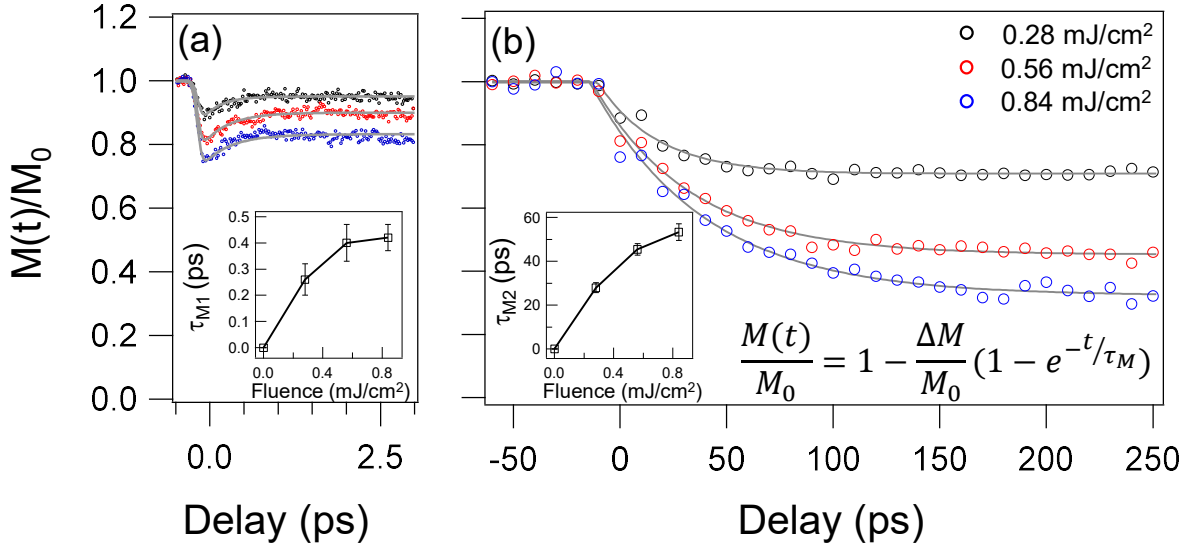 1.2
1.0
0.8
0.6
0.4
0.2
0.0
M(t)/M0
(a)
0.5
0.4
0.3
0.2
0.1
0.0
τM1 (ps)
0.0 0.4 0.8
Fluence (mJ/cm²)
0.0 2.5
Delay (ps)
(b)
0.28 mJ/cm²
0.56 mJ/cm²
0.84 mJ/cm²
60
40
20
0
τM2 (ps)
0.0 0.4 0.8
Fluence (mJ/cm²)
M(t)/M₀ = 1 − ΔM/M₀ (1 − e^(−t/τM))
-50 0 50 100 150 200 250
Delay (ps)